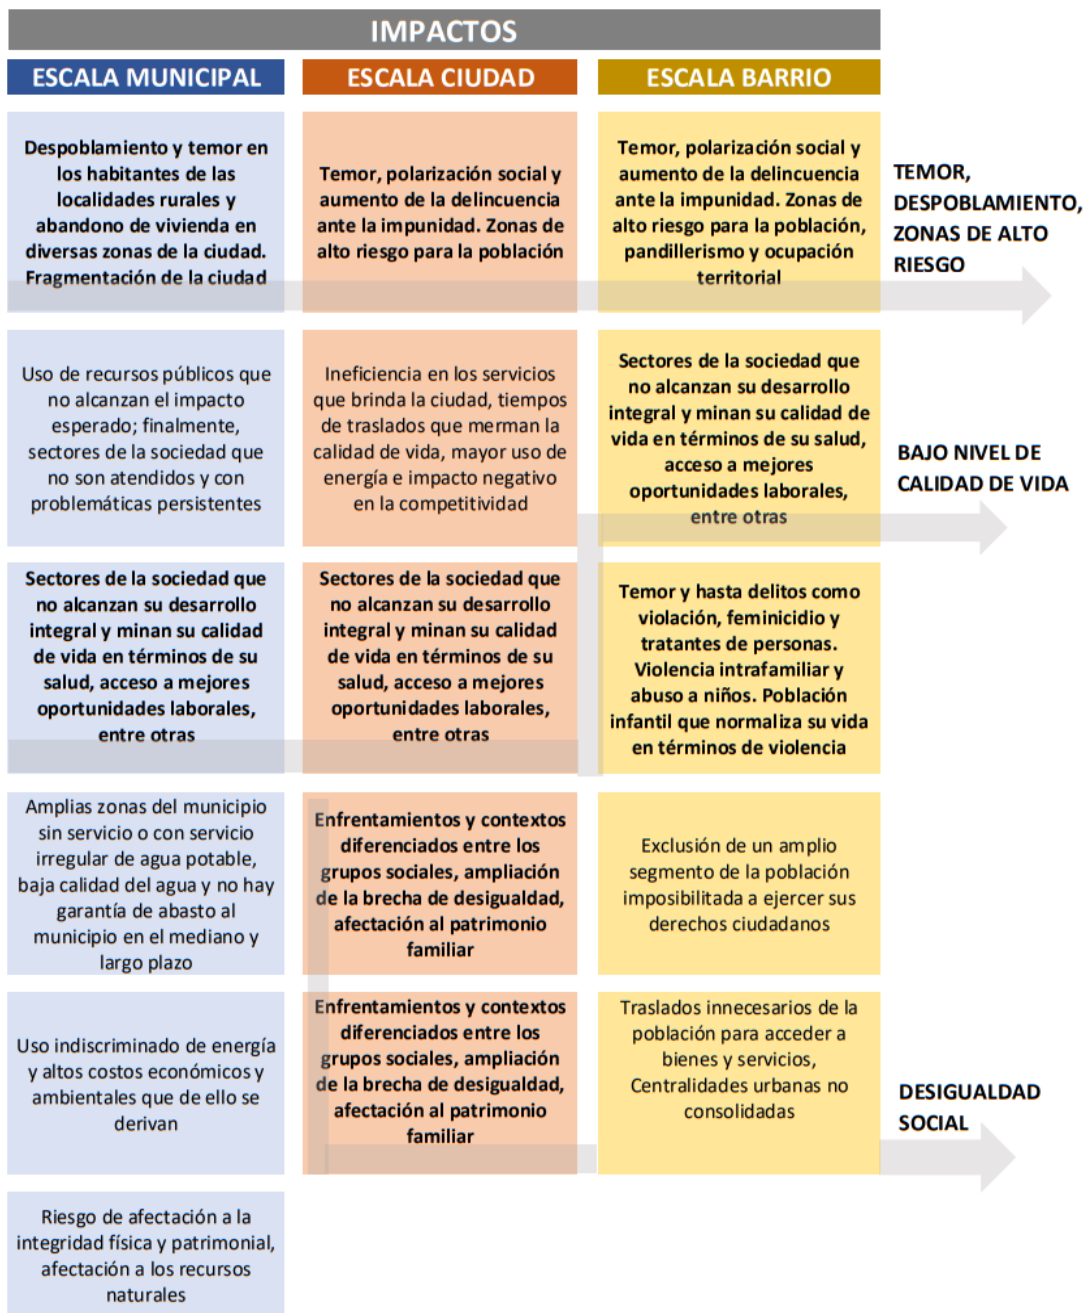 IMPACTOS
ESCALA MUNICIPAL
ESCALA CIUDAD
ESCALA BARRIO
Despoblamiento y temor en
los habitantes de las
localidades rurales y
abandono de vivienda en
diversas zonas de la ciudad.
Fragmentación de la ciudad
Temor, polarización social y
aumento de la delincuencia
ante la impunidad. Zonas de
alto riesgo para la población
Temor, polarización social y
aumento de la delincuencia
ante la impunidad. Zonas de
alto riesgo para la población,
pandillerismo y ocupación
territorial
TEMOR,
DESPOBLAMIENTO,
ZONAS DE ALTO
RIESGO
Uso de recursos públicos que
no alcanzan el impacto
esperado; finalmente,
sectores de la sociedad que
no son atendidos y con
problemáticas persistentes
Ineficiencia en los servicios
que brinda la ciudad, tiempos
de traslados que merman la
calidad de vida, mayor uso de
energía e impacto negativo
en la competitividad
Sectores de la sociedad que
no alcanzan su desarrollo
integral y minan su calidad de
vida en términos de su salud,
acceso a mejores
oportunidades laborales,
entre otras
BAJO NIVEL DE
CALIDAD DE VIDA
Sectores de la sociedad que
no alcanzan su desarrollo
integral y minan su calidad
de vida en términos de su
salud, acceso a mejores
oportunidades laborales,
entre otras
Sectores de la sociedad que
no alcanzan su desarrollo
integral y minan su calidad
de vida en términos de su
salud, acceso a mejores
oportunidades laborales,
entre otras
Temor y hasta delitos como
violación, feminicidio y
tratantes de personas.
Violencia intrafamiliar y
abuso a niños. Población
infantil que normaliza su vida
en términos de violencia
Amplias zonas del municipio
sin servicio o con servicio
irregular de agua potable,
baja calidad del agua y no hay
garantía de abasto al
municipio en el mediano y
largo plazo
Enfrentamientos y contextos
diferenciados entre los
grupos sociales, ampliación
de la brecha de desigualdad,
afectación al patrimonio
familiar
Exclusión de un amplio
segmento de la población
imposibilitada a ejercer sus
derechos ciudadanos
Uso indiscriminado de energía
y altos costos económicos y
ambientales que de ello se
derivan
Enfrentamientos y contextos
diferenciados entre los
grupos sociales, ampliación
de la brecha de desigualdad,
afectación al patrimonio
familiar
Traslados innecesarios de la
población para acceder a
bienes y servicios,
Centralidades urbanas no
consolidadas
DESIGUALDAD
SOCIAL
Riesgo de afectación a la
integridad física y patrimonial,
afectación a los recursos
naturales